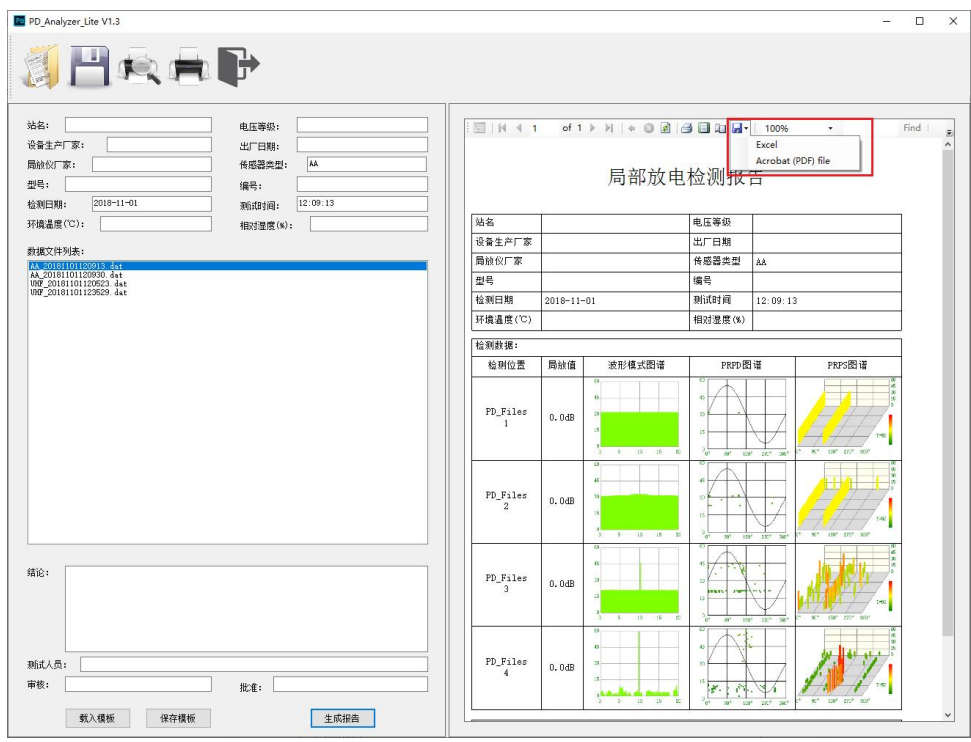 PD PD_Analyzer_Lite V1.3
站名：
电压等级：
设备生产厂家：
出厂日期：
局放仪厂家：
传感器类型： AA
型号：
编号：
检测日期： 2018-11-01
测试时间： 12:09:13
环境温度(℃)：
相对湿度(%)：
数据文件列表：
AA_20181101120913.dat
AA_20181101120930.dat
UHF_20181101120523.dat
UHF_20181101123529.dat
结论：
测试人员：
审核：
批准：
载入模板 保存模板 生成报告
1 of 1 100% Find
Excel
Acrobat (PDF) file
局部放电检测报告
站名 电压等级
设备生产厂家 出厂日期
局放仪厂家 传感器类型 AA
型号 编号
检测日期 2018-11-01 测试时间 12:09:13
环境温度(℃) 相对湿度(%)
检测数据：
检测位置 局放值 波形模式图谱 PRPD图谱 PRPS图谱
PD_Files
1
0.0dB
PD_Files
2
0.0dB
PD_Files
3
0.0dB
PD_Files
4
0.0dB